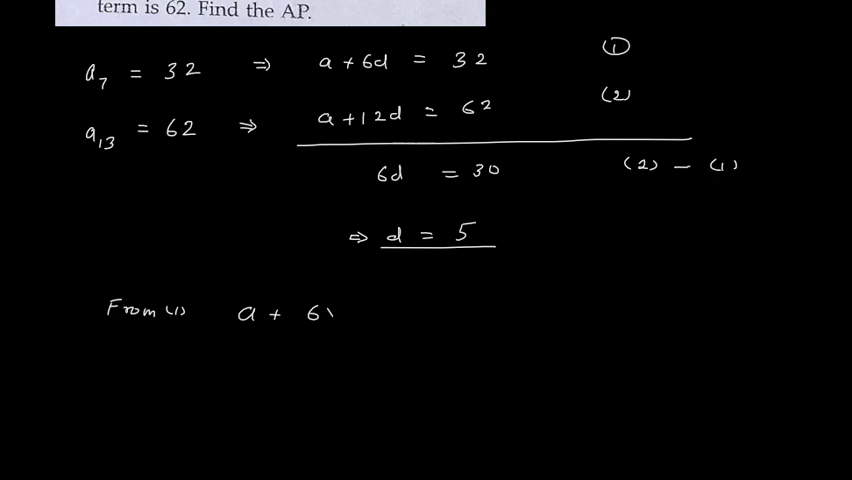 term is 62. Find the AP.
a₇ = 32 ⇒ a + 6d = 32 (1)
a₁₃ = 62 ⇒ a + 12d = 62 (2)
6d = 30 (2) − (1)
⇒ d = 5
From (1) a + 6